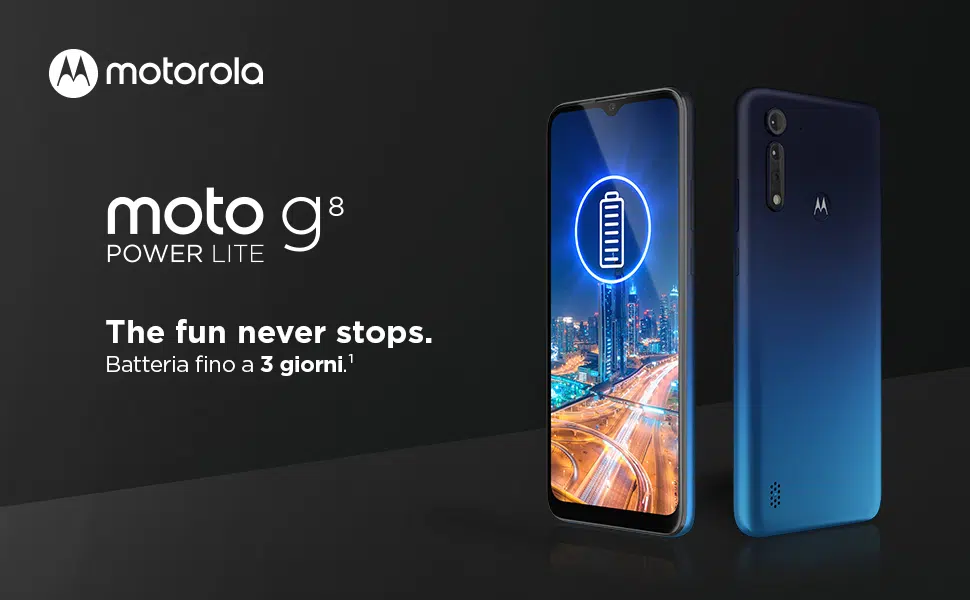 motorola
moto g8
POWER LITE
The fun never stops.
Batteria fino a 3 giorni.1